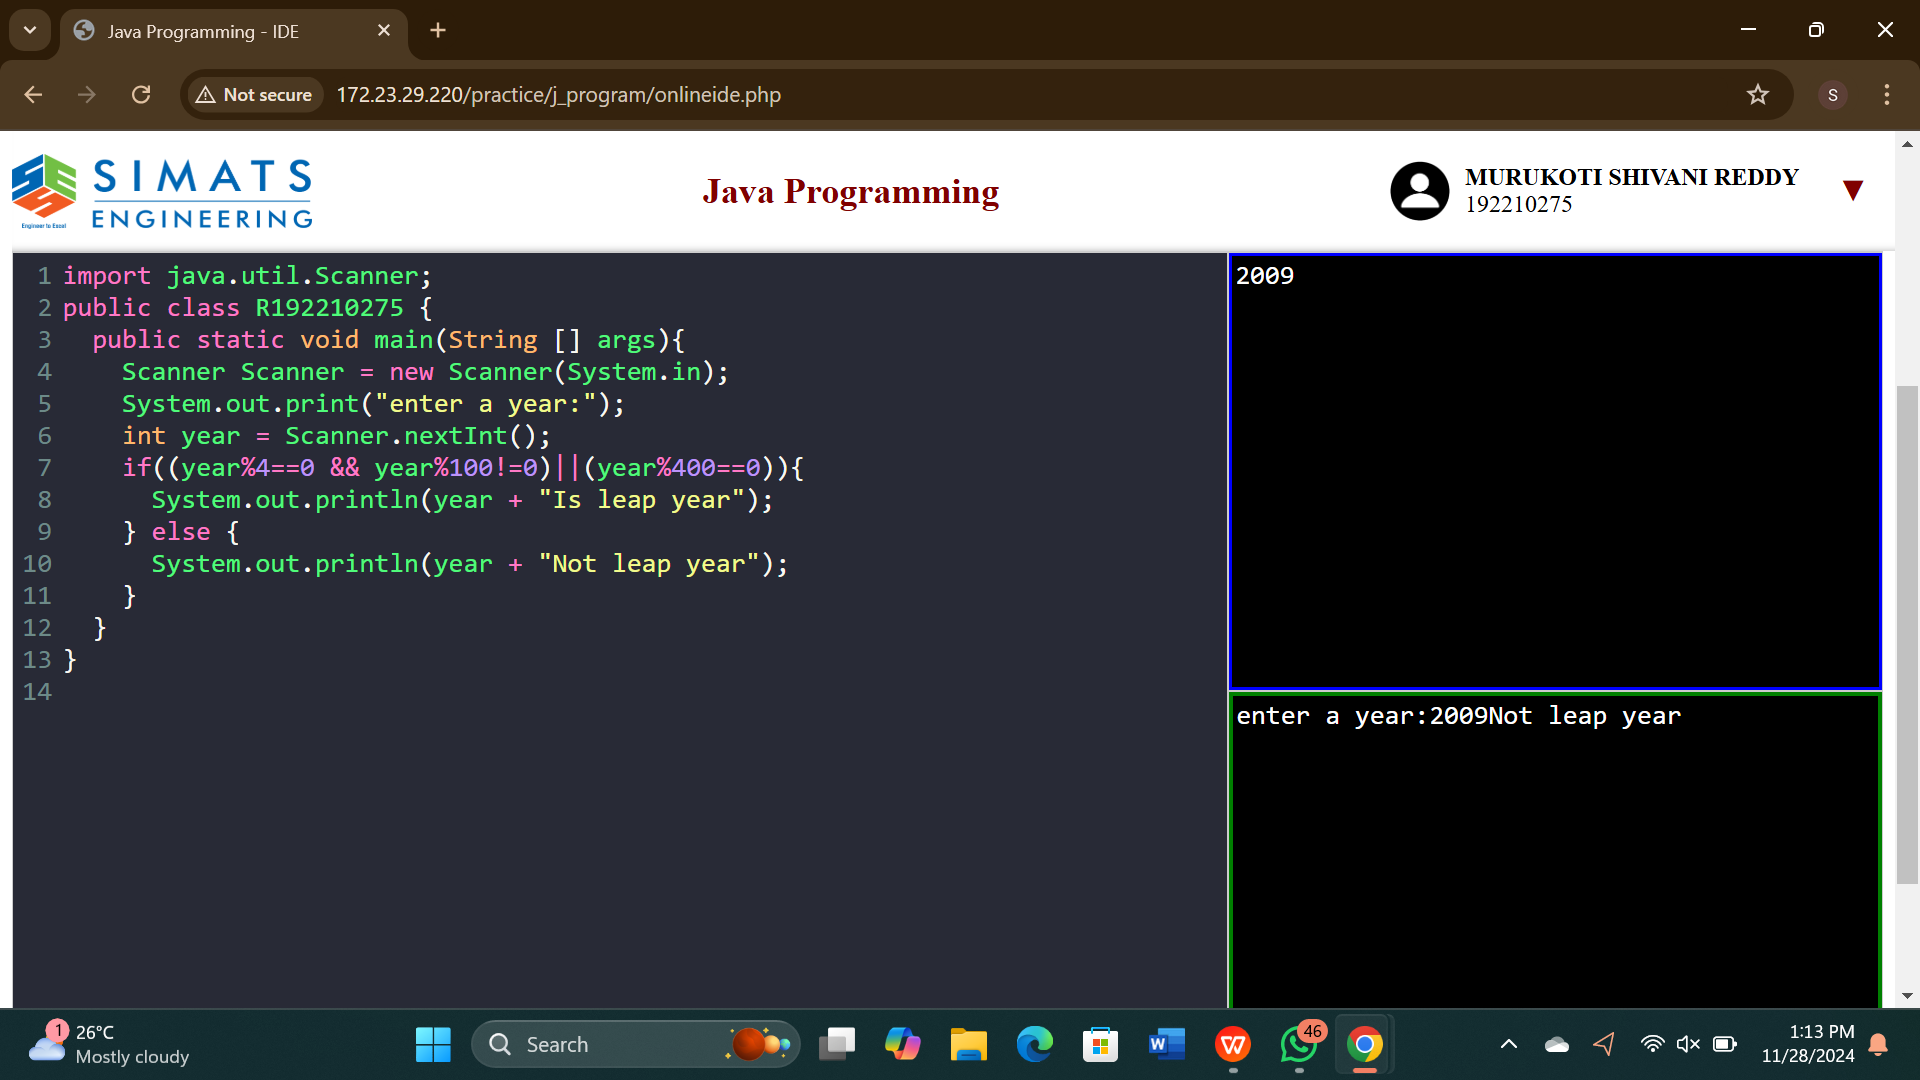 Java Programming - IDE
Not secure
172.23.29.220/practice/j_program/onlineide.php
S
SIMATS
ENGINEERING
Engineer to Excel
Java Programming
MURUKOTI SHIVANI REDDY
192210275
1 import java.util.Scanner;
2 public class R192210275 {
3   public static void main(String [] args){
4     Scanner Scanner = new Scanner(System.in);
5     System.out.print("enter a year:");
6     int year = Scanner.nextInt();
7     if((year%4==0 && year%100!=0)||(year%400==0)){
8       System.out.println(year + "Is leap year");
9     } else {
10       System.out.println(year + "Not leap year");
11     }
12   }
13 }
14
2009
enter a year:2009Not leap year
1
26°C
Mostly cloudy
Search
46
1:13 PM
11/28/2024